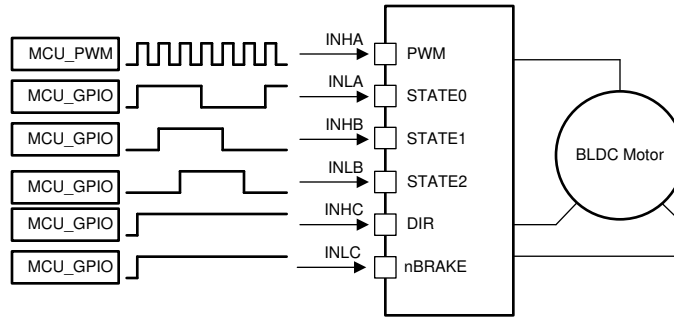 MCU_PWM INHA PWM
MCU_GPIO INLA STATE0
MCU_GPIO INHB STATE1
MCU_GPIO INLB STATE2
MCU_GPIO INHC DIR
MCU_GPIO INLC nBRAKE
BLDC Motor